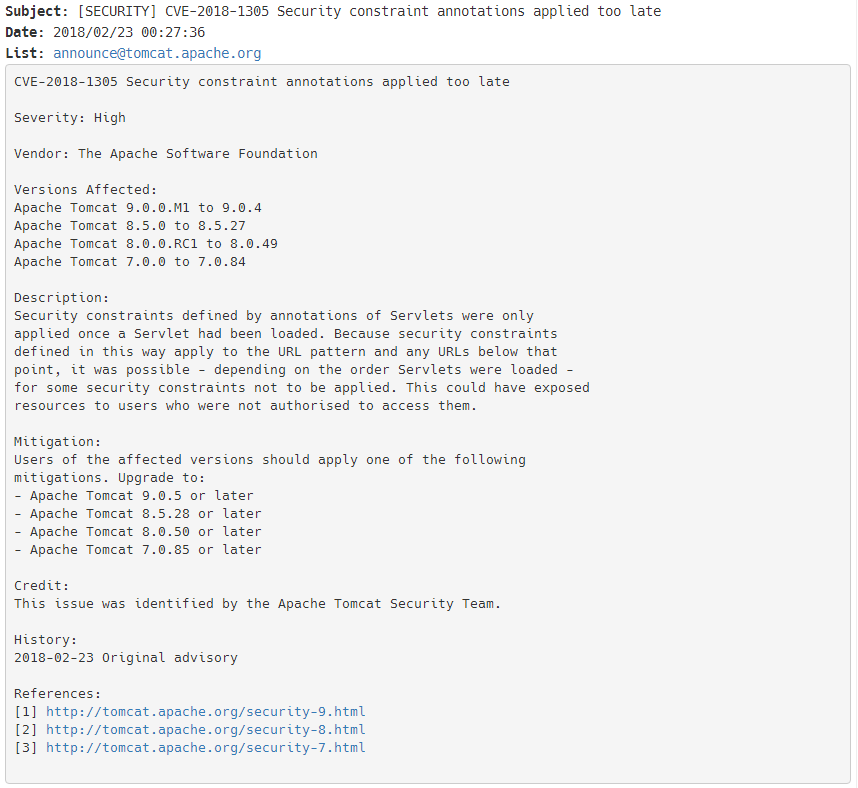 Subject: [SECURITY] CVE-2018-1305 Security constraint annotations applied too late
Date: 2018/02/23 00:27:36
List: announce@tomcat.apache.org
CVE-2018-1305 Security constraint annotations applied too late
Severity: High
Vendor: The Apache Software Foundation
Versions Affected:
Apache Tomcat 9.0.0.M1 to 9.0.4
Apache Tomcat 8.5.0 to 8.5.27
Apache Tomcat 8.0.0.RC1 to 8.0.49
Apache Tomcat 7.0.0 to 7.0.84
Description:
Security constraints defined by annotations of Servlets were only
applied once a Servlet had been loaded. Because security constraints
defined in this way apply to the URL pattern and any URLs below that
point, it was possible - depending on the order Servlets were loaded -
for some security constraints not to be applied. This could have exposed
resources to users who were not authorised to access them.
Mitigation:
Users of the affected versions should apply one of the following
mitigations. Upgrade to:
- Apache Tomcat 9.0.5 or later
- Apache Tomcat 8.5.28 or later
- Apache Tomcat 8.0.50 or later
- Apache Tomcat 7.0.85 or later
Credit:
This issue was identified by the Apache Tomcat Security Team.
History:
2018-02-23 Original advisory
References:
[1] http://tomcat.apache.org/security-9.html
[2] http://tomcat.apache.org/security-8.html
[3] http://tomcat.apache.org/security-7.html